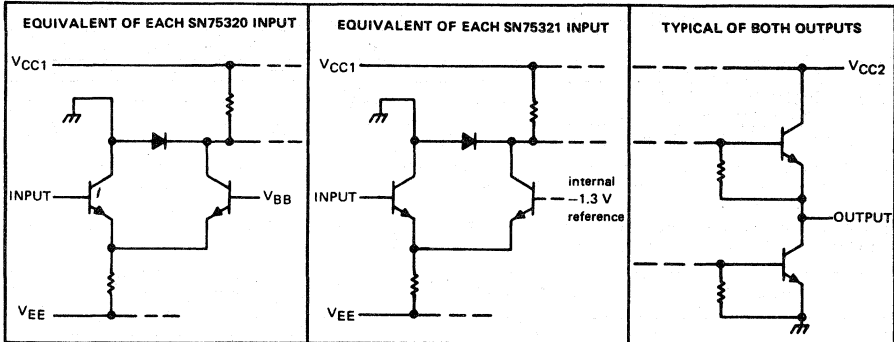 EQUIVALENT OF EACH SN75320 INPUT
VCC1
INPUT
VBB
VEE
EQUIVALENT OF EACH SN75321 INPUT
VCC1
INPUT
internal
−1.3 V
reference
VEE
TYPICAL OF BOTH OUTPUTS
VCC2
OUTPUT